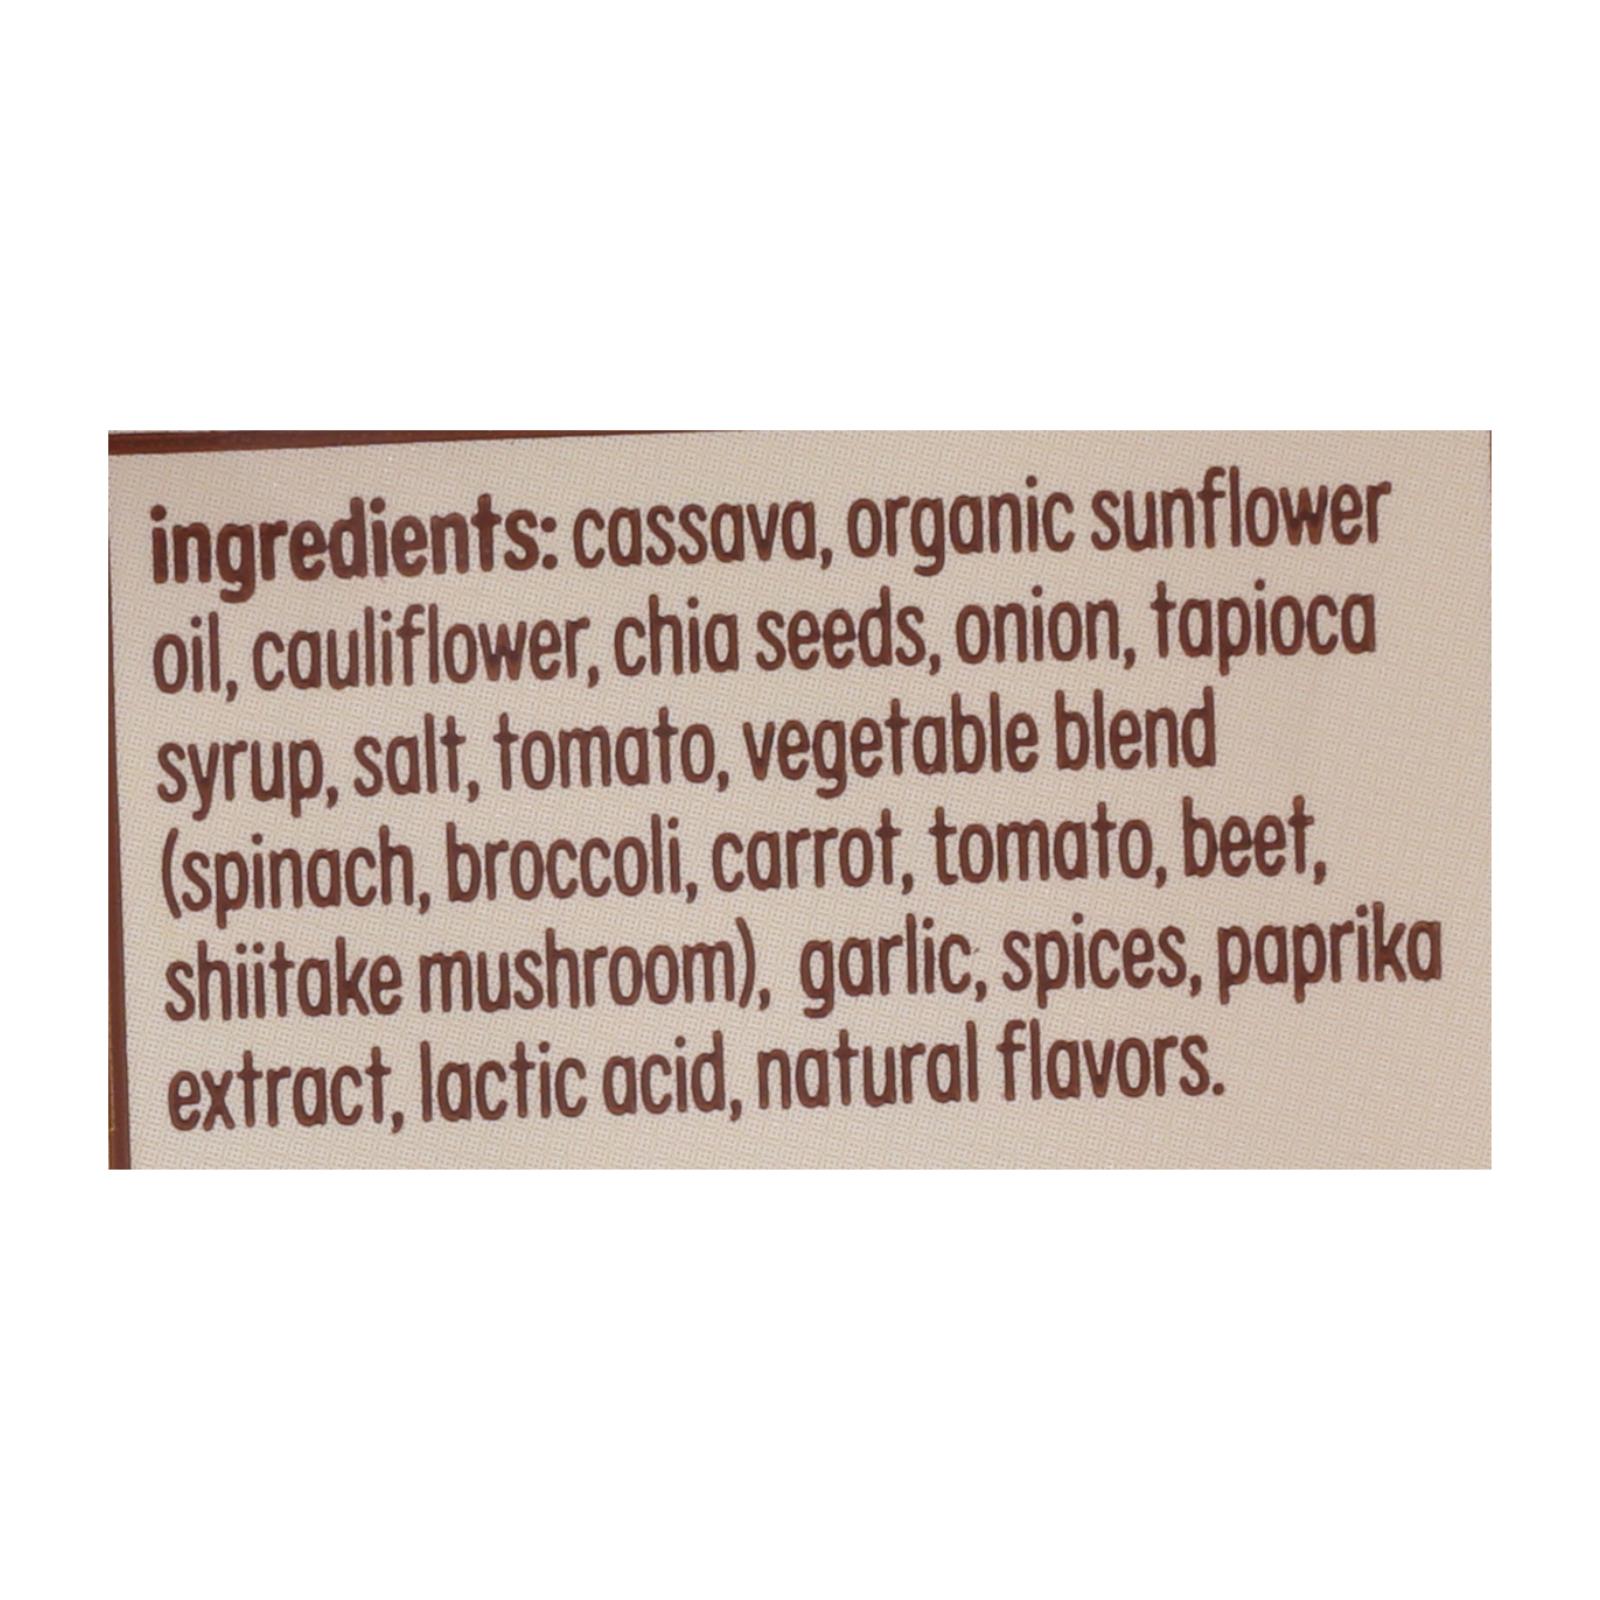 ingredients: cassava, organic sunflower
oil, cauliflower, chia seeds, onion, tapioca
syrup, salt, tomato, vegetable blend
(spinach, broccoli, carrot, tomato, beet,
shiitake mushroom), garlic, spices, paprika
extract, lactic acid, natural flavors.